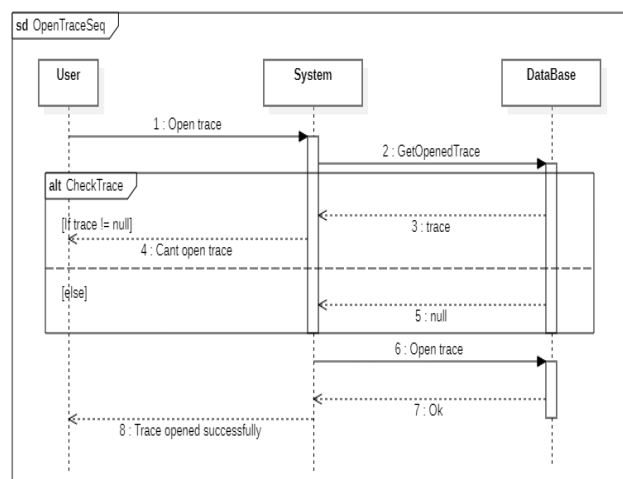 sd OpenTraceSeq
User
System
DataBase
1 : Open trace
2 : GetOpenedTrace
alt CheckTrace
3 : trace
[If trace != null]
4 : Cant open trace
[else]
5 : null
6 : Open trace
7 : Ok
8 : Trace opened successfully